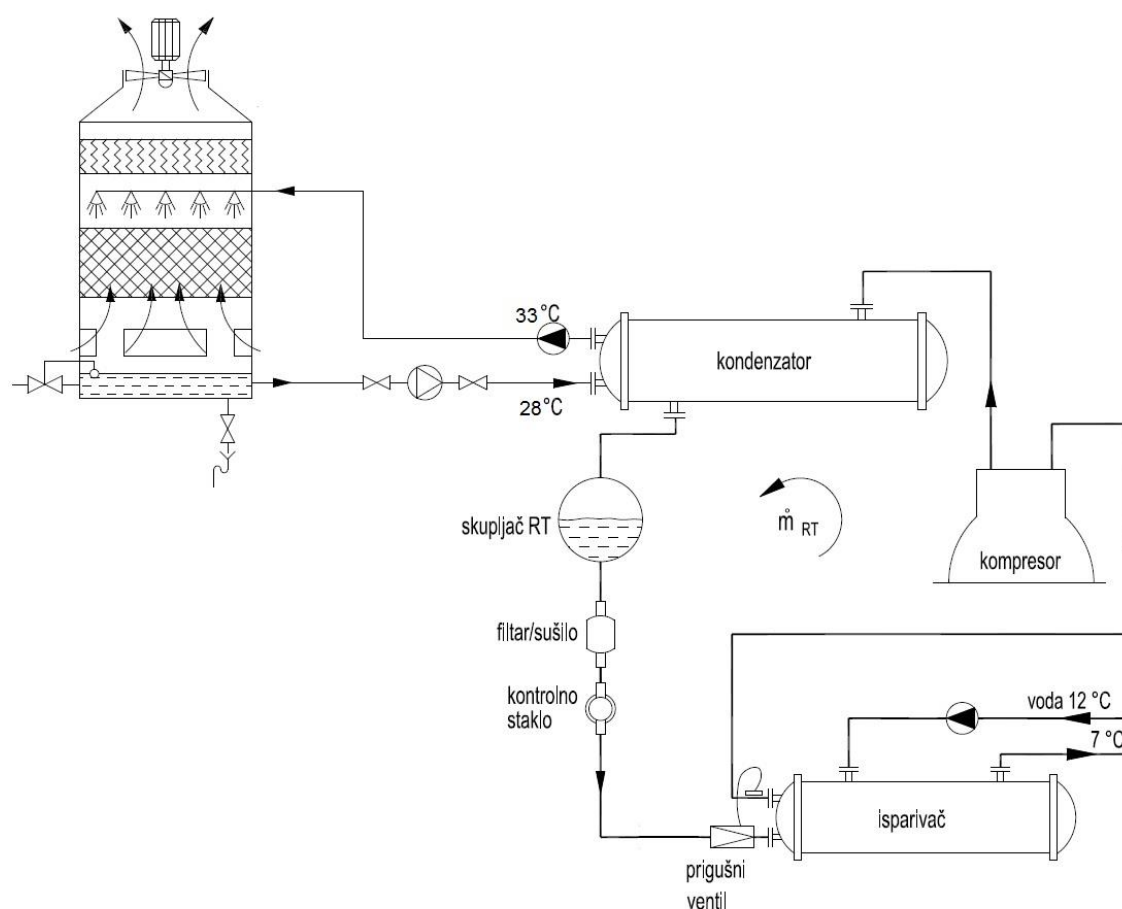 33 °C
kondenzator
28 °C
skupljač RT
ṁ RT
kompresor
filtar/sušilo
kontrolno
staklo
voda 12 °C
7 °C
isparivač
prigušni
ventil